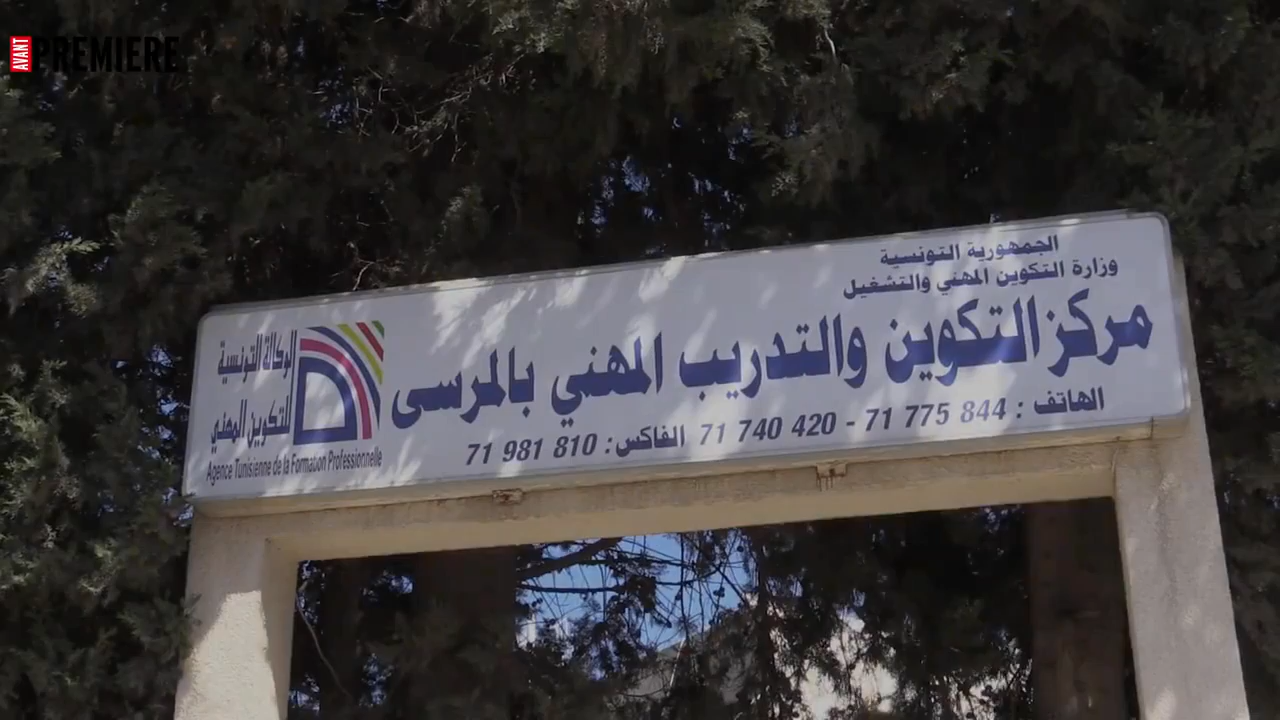 AVANT PREMIERE
الجمهورية التونسية
وزارة التكوين المهني والتشغيل
مركز التكوين والتدريب المهني بالمرسى
الهاتف : 844 775 71 - 420 740 71 الفاكس : 810 981 71
الوكالة التونسية
للتكوين المهني
Agence Tunisienne de la Formation Professionnelle